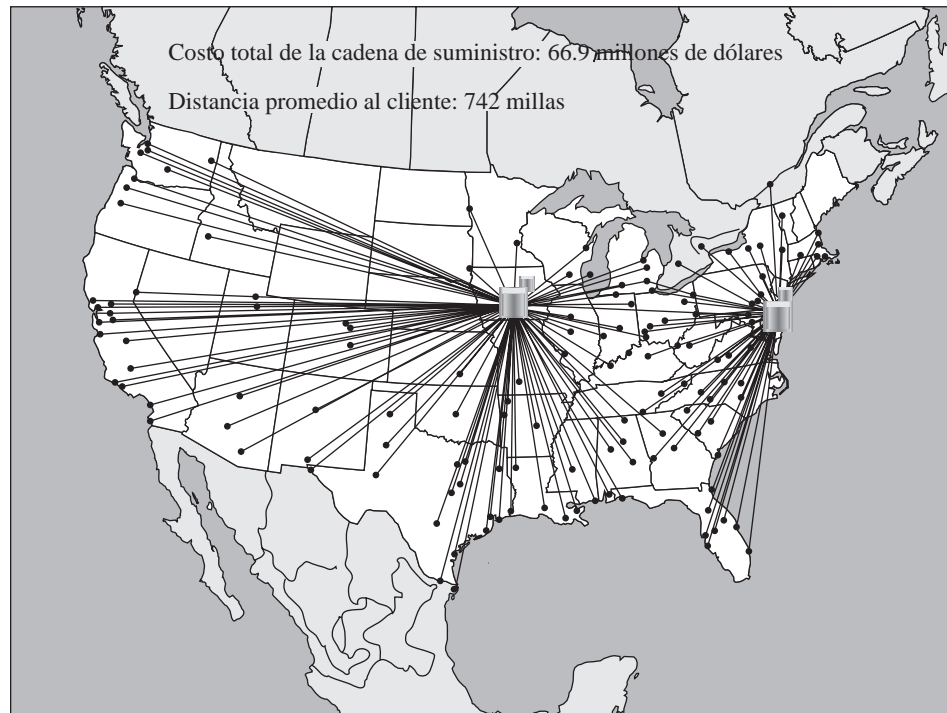 Costo total de la cadena de suministro: 66.9 millones de dólares
Distancia promedio al cliente: 742 millas